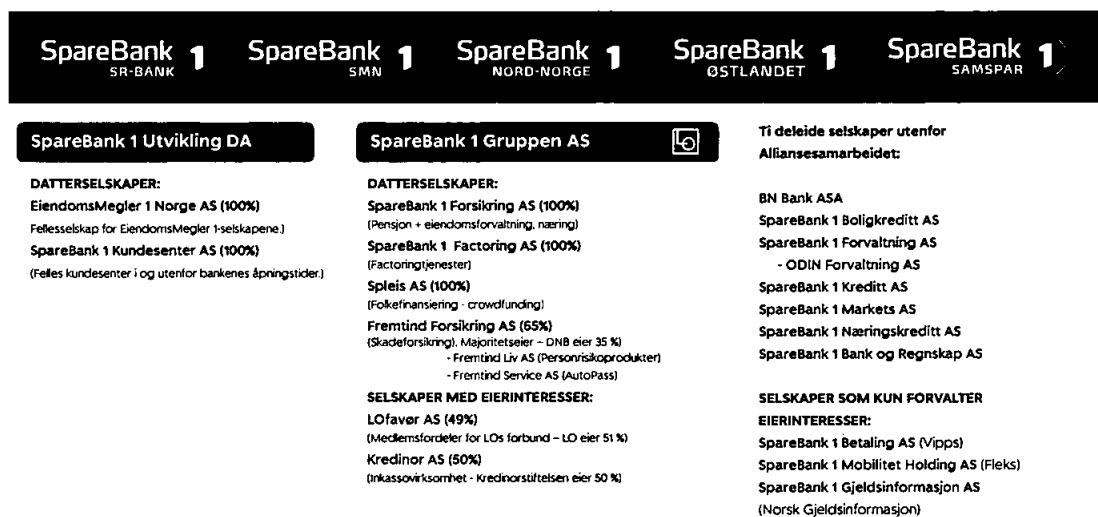 SpareBank 1
SR-BANK
SpareBank 1
SMN
SpareBank 1
NORD-NORGE
SpareBank 1
ØSTLANDET
SpareBank 1
SAMSPAR
SpareBank 1 Utvikling DA
DATTERSELSKAPER:
EiendomsMegler 1 Norge AS (100%)
Fellesselskap for EiendomsMegler 1-selskapene.)
SpareBank 1 Kundesenter AS (100%)
(Felles kundesenter i og utenfor bankenes åpningstider.)
SpareBank 1 Gruppen AS LO
DATTERSELSKAPER:
SpareBank 1 Forsikring AS (100%)
(Pensjon + eiendomsforvaltning, næring)
SpareBank 1 Factoring AS (100%)
(Factoringtjenester)
Spleis AS (100%)
(Folkefinansiering - crowdfunding)
Fremtind Forsikring AS (65%)
(Skadeforsikring), Majoritetseier – DNB eier 35 %)
- Fremtind Liv AS (Personrisikoprodukter)
- Fremtind Service AS (AutoPass)
SELSKAPER MED EIERINTERESSER:
LOfavør AS (49%)
(Medlemsfordeler for LOs forbund – LO eier 51 %)
Kredinor AS (50%)
(Inkassovirksomhet - Kredinorstiftelsen eier 50 %)
Ti deleide selskaper utenfor
Alliansesamarbeidet:
BN Bank ASA
SpareBank 1 Boligkreditt AS
SpareBank 1 Forvaltning AS
- ODIN Forvaltning AS
SpareBank 1 Kreditt AS
SpareBank 1 Markets AS
SpareBank 1 Næringskreditt AS
SpareBank 1 Bank og Regnskap AS
SELSKAPER SOM KUN FORVALTER
EIERINTERESSER:
SpareBank 1 Betaling AS (Vipps)
SpareBank 1 Mobilitet Holding AS (Fleks)
SpareBank 1 Gjeldsinformasjon AS
(Norsk Gjeldsinformasjon)